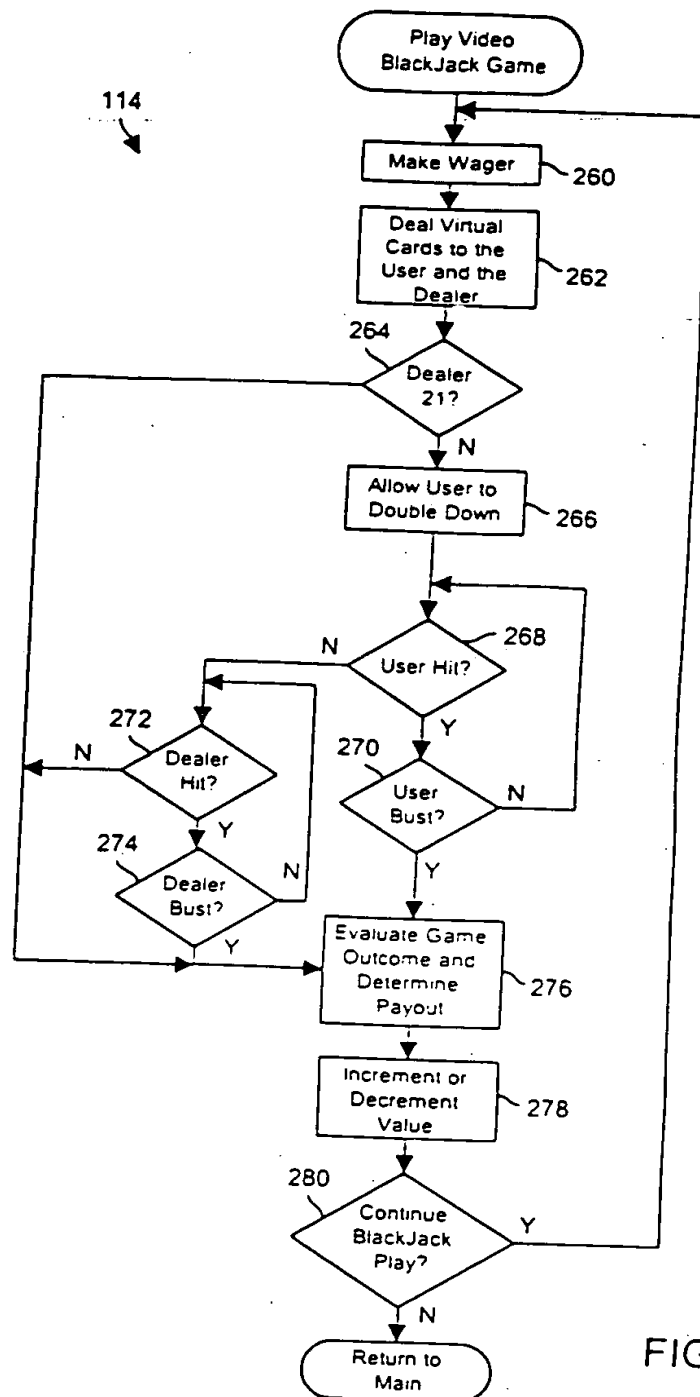 Play Video
BlackJack Game
114
Make Wager
260
Deal Virtual
Cards to the
User and the
Dealer
262
264
Dealer
21?
N
Allow User to
Double Down
266
N
User Hit?
268
Y
272
N
Dealer
Hit?
Y
270
User
Bust?
N
Y
274
Dealer
Bust?
N
Y
Evaluate Game
Outcome and
Determine
Payout
276
Increment or
Decrement
Value
278
280
Continue
BlackJack
Play?
Y
N
Return to
Main
FIG